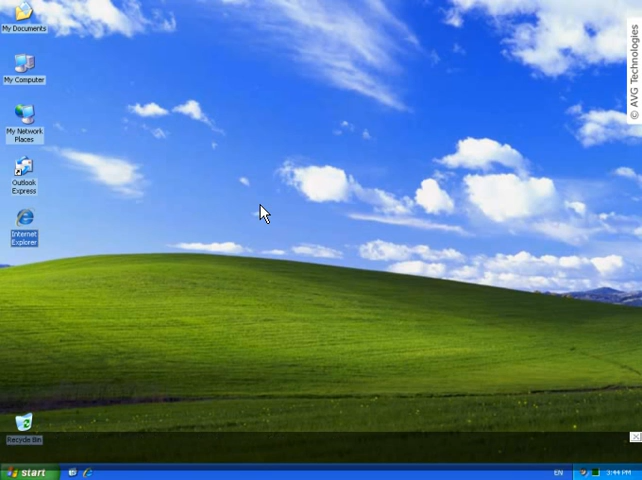 My Documents
My Computer
My Network
Places
Outlook
Express
Internet
Explorer
Recycle Bin
start
EN
3:44 PM
© AVG Technologies